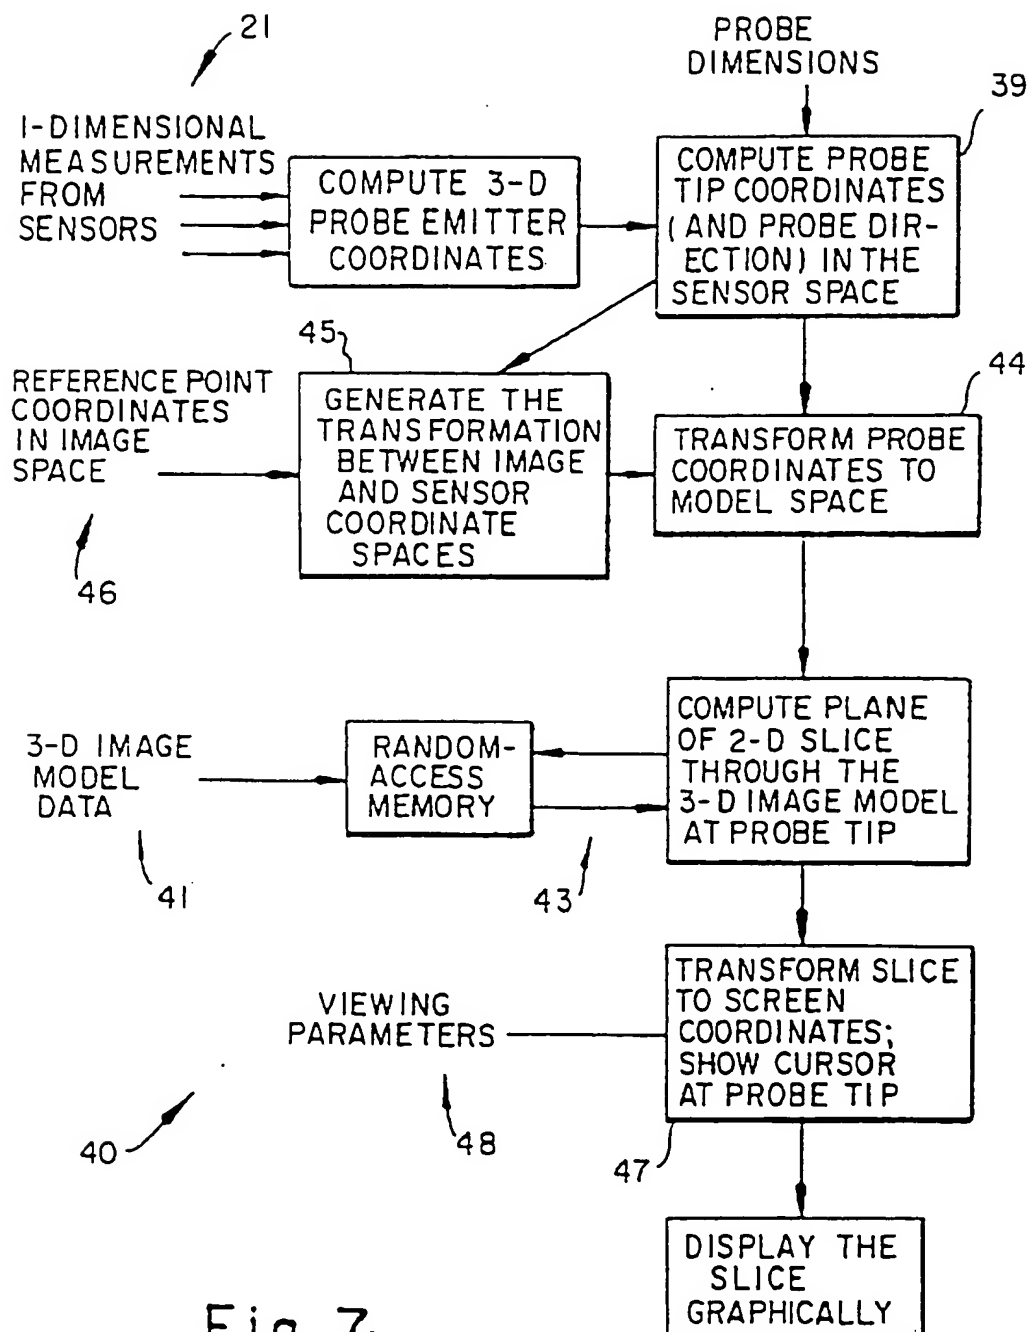 21
PROBE
DIMENSIONS
39
1-DIMENSIONAL
MEASUREMENTS
FROM
SENSORS
COMPUTE 3-D
PROBE EMITTER
COORDINATES
COMPUTE PROBE
TIP COORDINATES
(AND PROBE DIR-
ECTION) IN THE
SENSOR SPACE
45
44
REFERENCE POINT
COORDINATES
IN IMAGE
SPACE
46
GENERATE THE
TRANSFORMATION
BETWEEN IMAGE
AND SENSOR
COORDINATE
SPACES
TRANSFORM PROBE
COORDINATES TO
MODEL SPACE
3-D IMAGE
MODEL
DATA
41
RANDOM-
ACCESS
MEMORY
43
COMPUTE PLANE
OF 2-D SLICE
THROUGH THE
3-D IMAGE MODEL
AT PROBE TIP
VIEWING
PARAMETERS
48
40
TRANSFORM SLICE
TO SCREEN
COORDINATES;
SHOW CURSOR
AT PROBE TIP
47
DISPLAY THE
SLICE
GRAPHICALLY
Fig. 7.